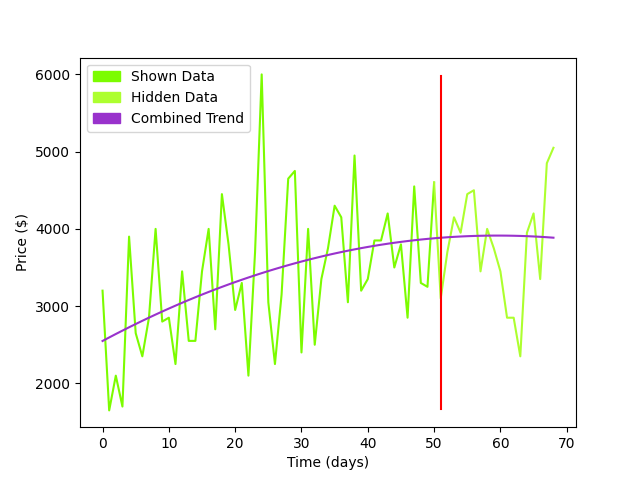 Shown Data
Hidden Data
Combined Trend
6000
5000
4000
3000
2000
Price ($)
0 10 20 30 40 50 60 70
Time (days)